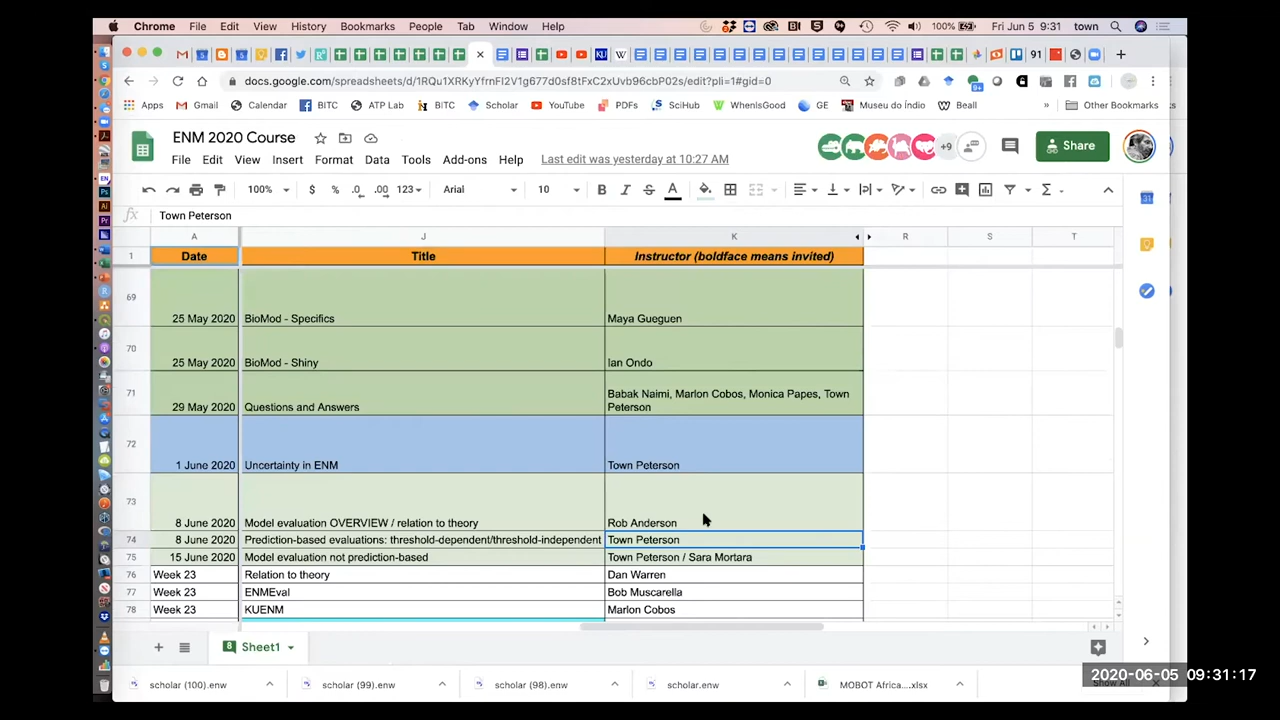 Chrome File Edit View History Bookmarks People Tab Window Help 100% Fri Jun 5 9:31 town
91
docs.google.com/spreadsheets/d/1RQu1XRKyYfrnFI2V1g677d0s6f8tFxC2xUvb96cbP02s/edit?pli=1#gid=0
Apps Gmail Calendar BITC ATP Lab BITC Scholar YouTube PDFs SciHub WhenIsGood GE Museu do Índio Beall » Other Bookmarks
ENM 2020 Course
+9 Share
File Edit View Insert Format Data Tools Add-ons Help Last edit was yesterday at 10:27 AM
100% $ % .0 .00 123 Arial 10
fx Town Peterson
A J K R S T
1 Date Title Instructor (boldface means invited)
69 25 May 2020 BioMod - Specifics Maya Gueguen
70 25 May 2020 BioMod - Shiny Ian Ondo
71 29 May 2020 Questions and Answers Babak Naimi, Marlon Cobos, Monica Papes, Town
Peterson
72 1 June 2020 Uncertainty in ENM Town Peterson
73 8 June 2020 Model evaluation OVERVIEW / relation to theory Rob Anderson
74 8 June 2020 Prediction-based evaluations: threshold-dependent/threshold-independent Town Peterson
75 15 June 2020 Model evaluation not prediction-based Town Peterson / Sara Mortara
76 Week 23 Relation to theory Dan Warren
77 Week 23 ENMEval Bob Muscarella
78 Week 23 KUENM Marlon Cobos
8 Sheet1
scholar (100).enw scholar (99).enw scholar (98).enw scholar.enw MOBOT Africa....xlsx Show All
2020-06-05 09:31:17